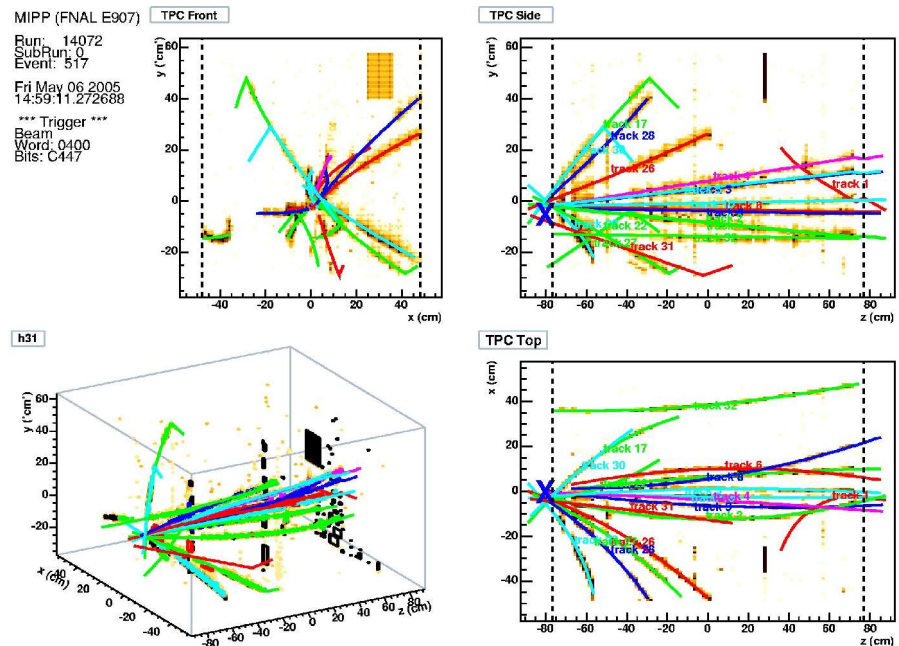 MIPP (FNAL E907)
Run: 14072
SubRun: 0
Event: 517
Fri May 06 2005
14:59:11.272688
*** Trigger ***
Beam
Word: 0400
Bits: C447
TPC Front
y (cm)
60
40
20
0
-20
-40 -20 0 20 40
x (cm)
TPC Side
y (cm)
60
40
20
0
-20
track 17
track 28
track 26
track 4
track 3
track 1
track 6
track 22
track 31
-80 -60 -40 -20 0 20 40 60 80
z (cm)
h31
y (cm)
60
40
20
0
-20
x (cm)
40
20
0
-20
-40
-80 -60 -40 -20 0 20 40 60 80
z (cm)
TPC Top
x (cm)
40
20
0
-20
-40
track 32
track 17
track 30
track 6
track 8
track 4
track 1
track 31
track 3
track 2
track 26
track 28
-80 -60 -40 -20 0 20 40 60 80
z (cm)